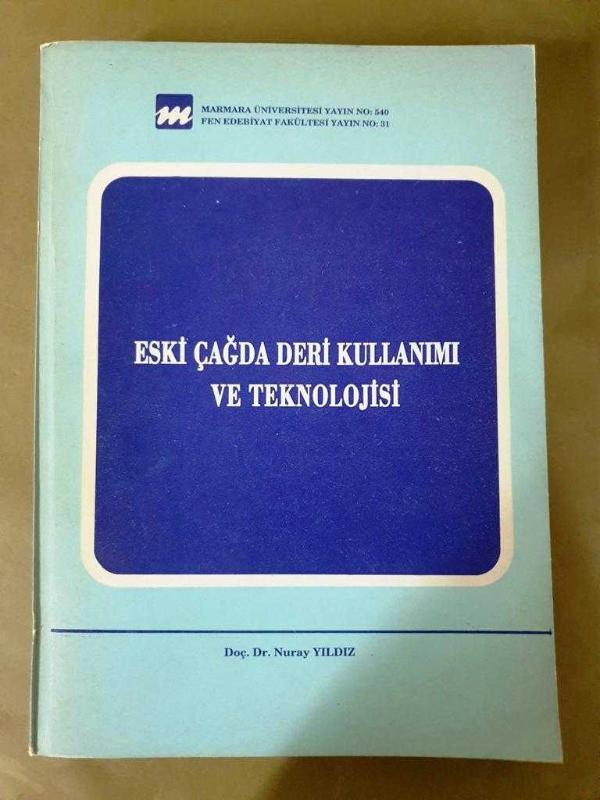 m
MARMARA ÜNİVERSİTESİ YAYIN NO: 540
FEN EDEBİYAT FAKÜLTESİ YAYIN NO: 31
ESKİ ÇAĞDA DERİ KULLANIMI
VE TEKNOLOJİSİ
Doç. Dr. Nuray YILDIZ